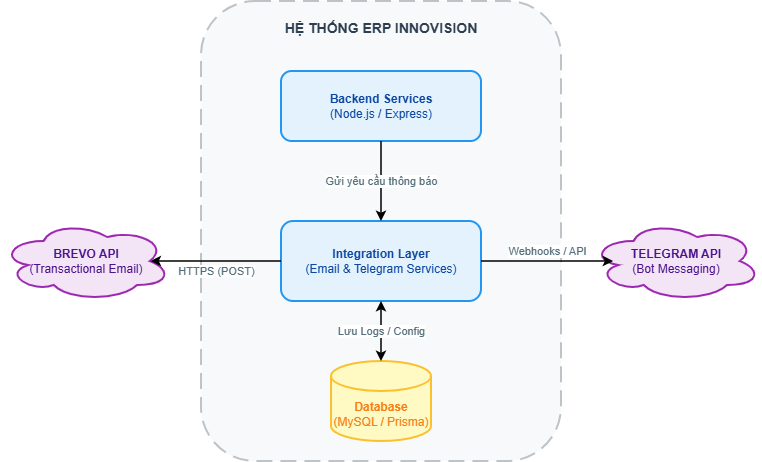 HỆ THỐNG ERP INNOVISION
Backend Services
(Node.js / Express)
Gửi yêu cầu thông báo
BREVO API
(Transactional Email)
HTTPS (POST)
Integration Layer
(Email & Telegram Services)
Webhooks / API
TELEGRAM API
(Bot Messaging)
Lưu Logs / Config
Database
(MySQL / Prisma)